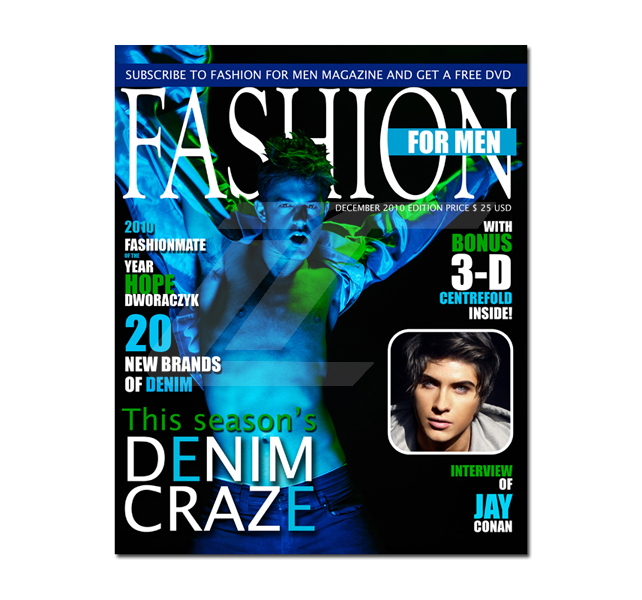 SUBSCRIBE TO FASHION FOR MEN MAGAZINE AND GET A FREE DVD
FASHION
FOR MEN
DECEMBER 2010 EDITION PRICE $ 25 USD
2010
FASHIONMATE
OF THE
YEAR
HOPE
DWORACZYK
20
NEW BRANDS
OF DENIM
This season's
DENIM
CRAZE
WITH
BONUS
3-D
CENTREFOLD
INSIDE!
INTERVIEW
OF
JAY
CONAN